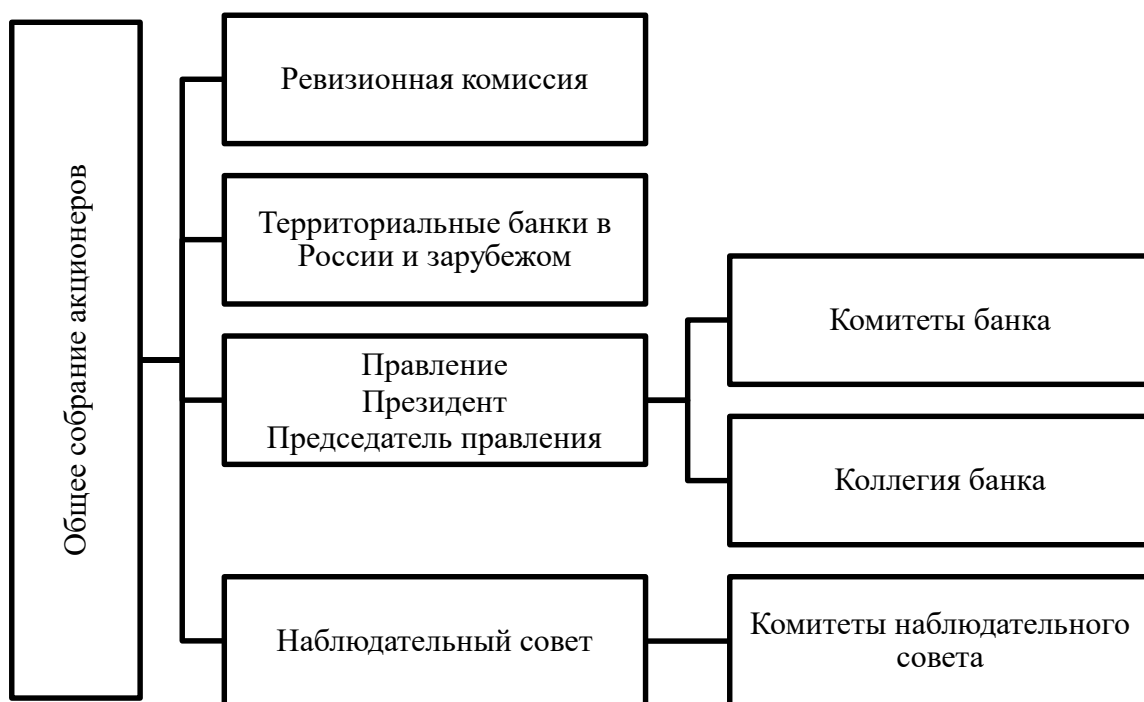 Общее собрание акционеров
Ревизионная комиссия
Территориальные банки в
России и зарубежом
Правление
Президент
Председатель правления
Комитеты банка
Коллегия банка
Наблюдательный совет
Комитеты наблюдательного
совета